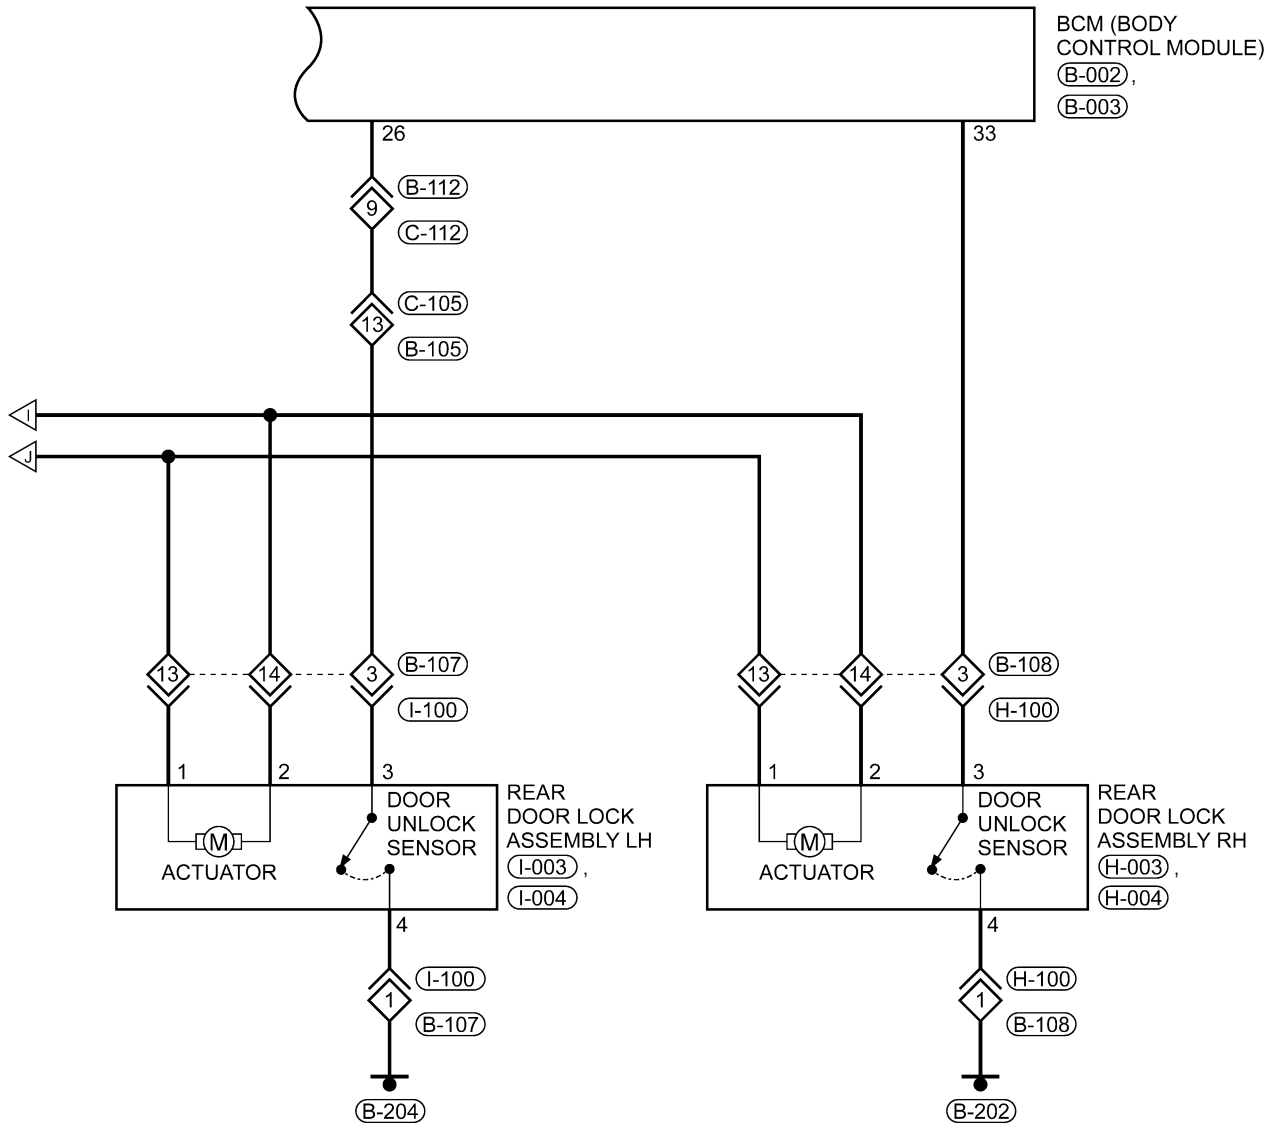 BCM (BODY
CONTROL MODULE)
B-002 ,
B-003
26
33
B-112
9
C-112
C-105
13
B-105
I
J
13
14
3
B-107
I-100
13
14
3
B-108
H-100
1
2
3
DOOR
UNLOCK
SENSOR
M
ACTUATOR
REAR
DOOR LOCK
ASSEMBLY LH
I-003 ,
I-004
1
2
3
DOOR
UNLOCK
SENSOR
M
ACTUATOR
REAR
DOOR LOCK
ASSEMBLY RH
H-003 ,
H-004
4
I-100
1
B-107
B-204
4
H-100
1
B-108
B-202